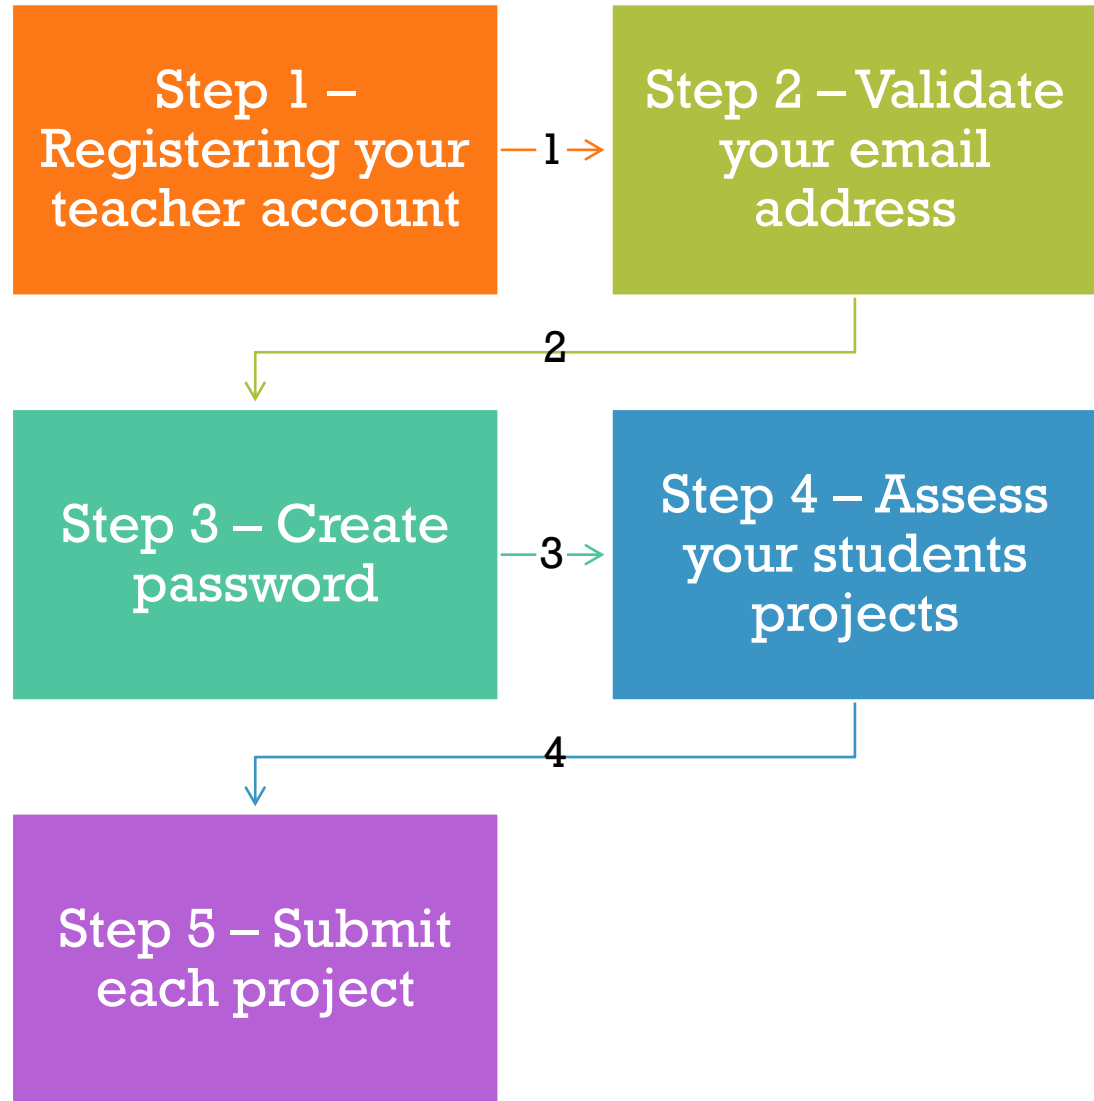 Step 1 –
Registering your
teacher account
1
Step 2 – Validate
your email
address
2
Step 3 – Create
password
3
Step 4 – Assess
your students
projects
4
Step 5 – Submit
each project